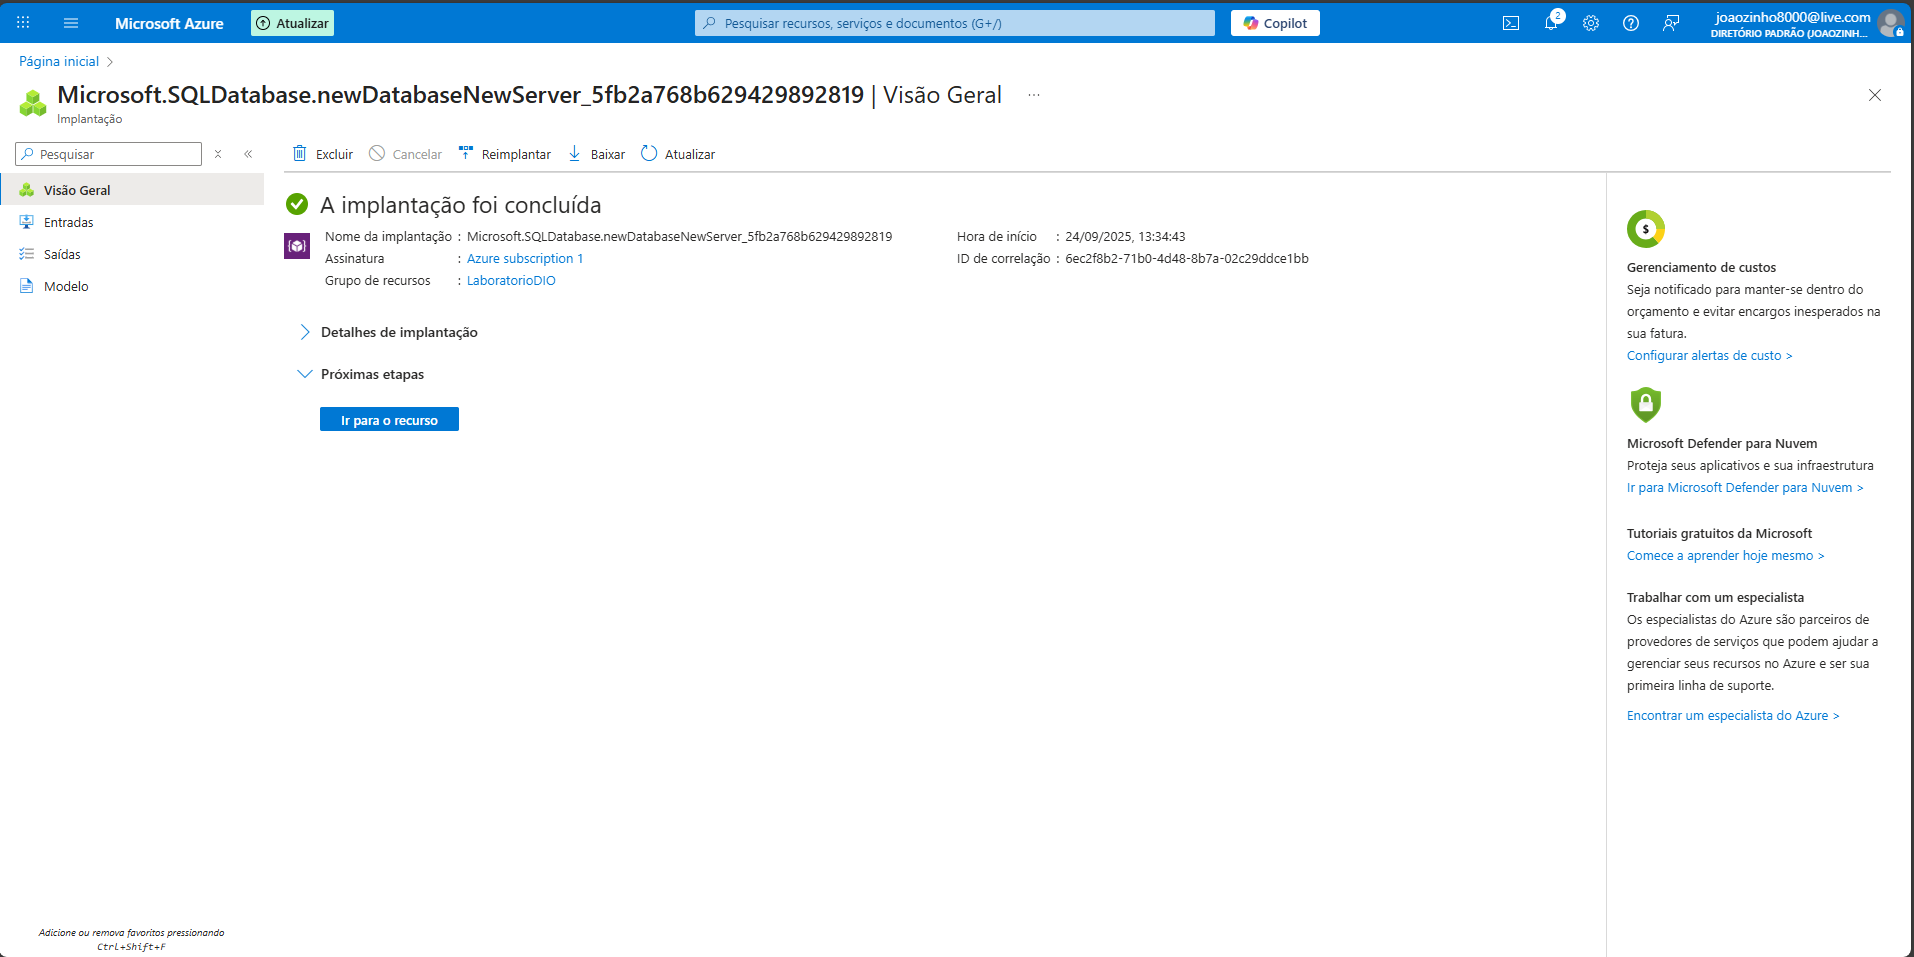 Microsoft Azure
Atualizar
Pesquisar recursos, serviços e documentos (G+/)
Copilot
2
joaozinho8000@live.com
DIRETÓRIO PADRÃO (JOAOZINH...
Página inicial
Microsoft.SQLDatabase.newDatabaseNewServer_5fb2a768b629429892819 | Visão Geral ...
Implantação
Pesquisar
Excluir
Cancelar
Reimplantar
Baixar
Atualizar
Visão Geral
Entradas
Saídas
Modelo
A implantação foi concluída
Nome da implantação : Microsoft.SQLDatabase.newDatabaseNewServer_5fb2a768b629429892819
Assinatura : Azure subscription 1
Grupo de recursos : LaboratorioDIO
Hora de início : 24/09/2025, 13:34:43
ID de correlação : 6ec2f8b2-71b0-4d48-8b7a-02c29ddce1bb
Detalhes de implantação
Próximas etapas
Ir para o recurso
$
Gerenciamento de custos
Seja notificado para manter-se dentro do
orçamento e evitar encargos inesperados na
sua fatura.
Configurar alertas de custo >
Microsoft Defender para Nuvem
Proteja seus aplicativos e sua infraestrutura
Ir para Microsoft Defender para Nuvem >
Tutoriais gratuitos da Microsoft
Comece a aprender hoje mesmo >
Trabalhar com um especialista
Os especialistas do Azure são parceiros de
provedores de serviços que podem ajudar a
gerenciar seus recursos no Azure e ser sua
primeira linha de suporte.
Encontrar um especialista do Azure >
Adicione ou remova favoritos pressionando
Ctrl+Shift+F